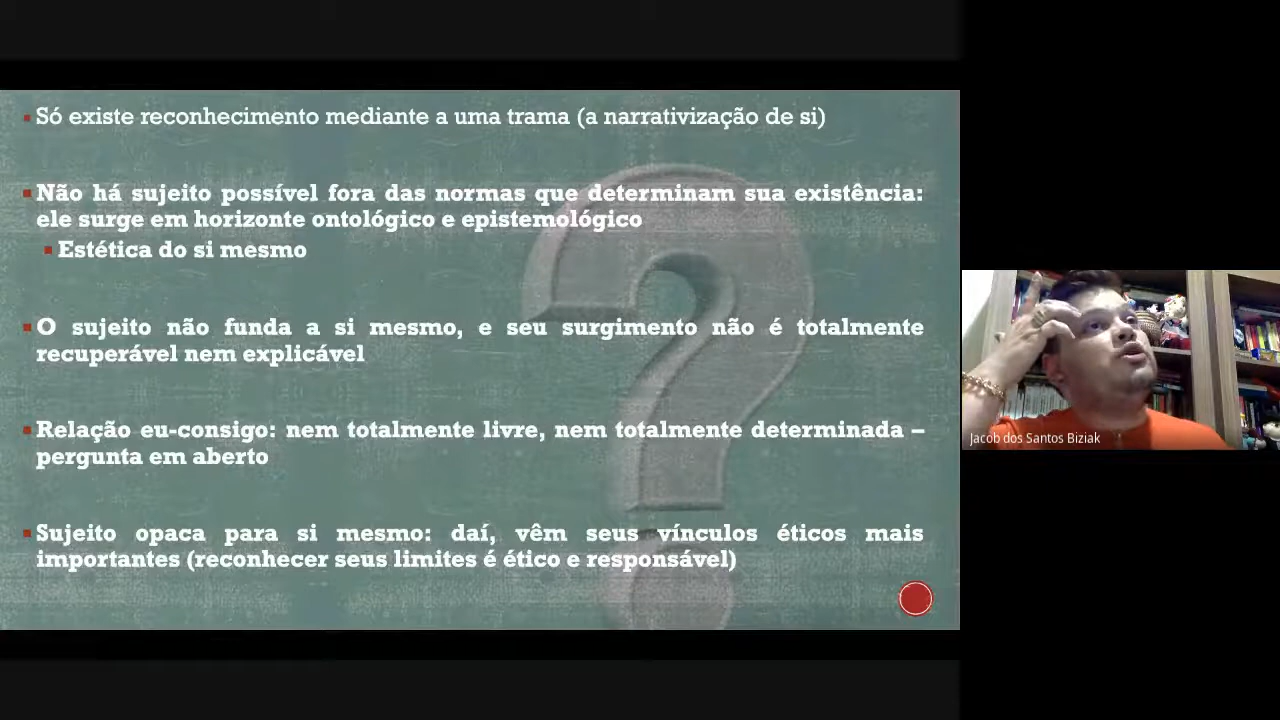 Só existe reconhecimento mediante a uma trama (a narrativização de si)
Não há sujeito possível fora das normas que determinam sua existência:
ele surge em horizonte ontológico e epistemológico
Estética do si mesmo
O sujeito não funda a si mesmo, e seu surgimento não é totalmente
recuperável nem explicável
Relação eu-consigo: nem totalmente livre, nem totalmente determinada –
pergunta em aberto
Sujeito opaca para si mesmo: daí, vêm seus vínculos éticos mais
importantes (reconhecer seus limites é ético e responsável)
Jacob dos Santos Biziak